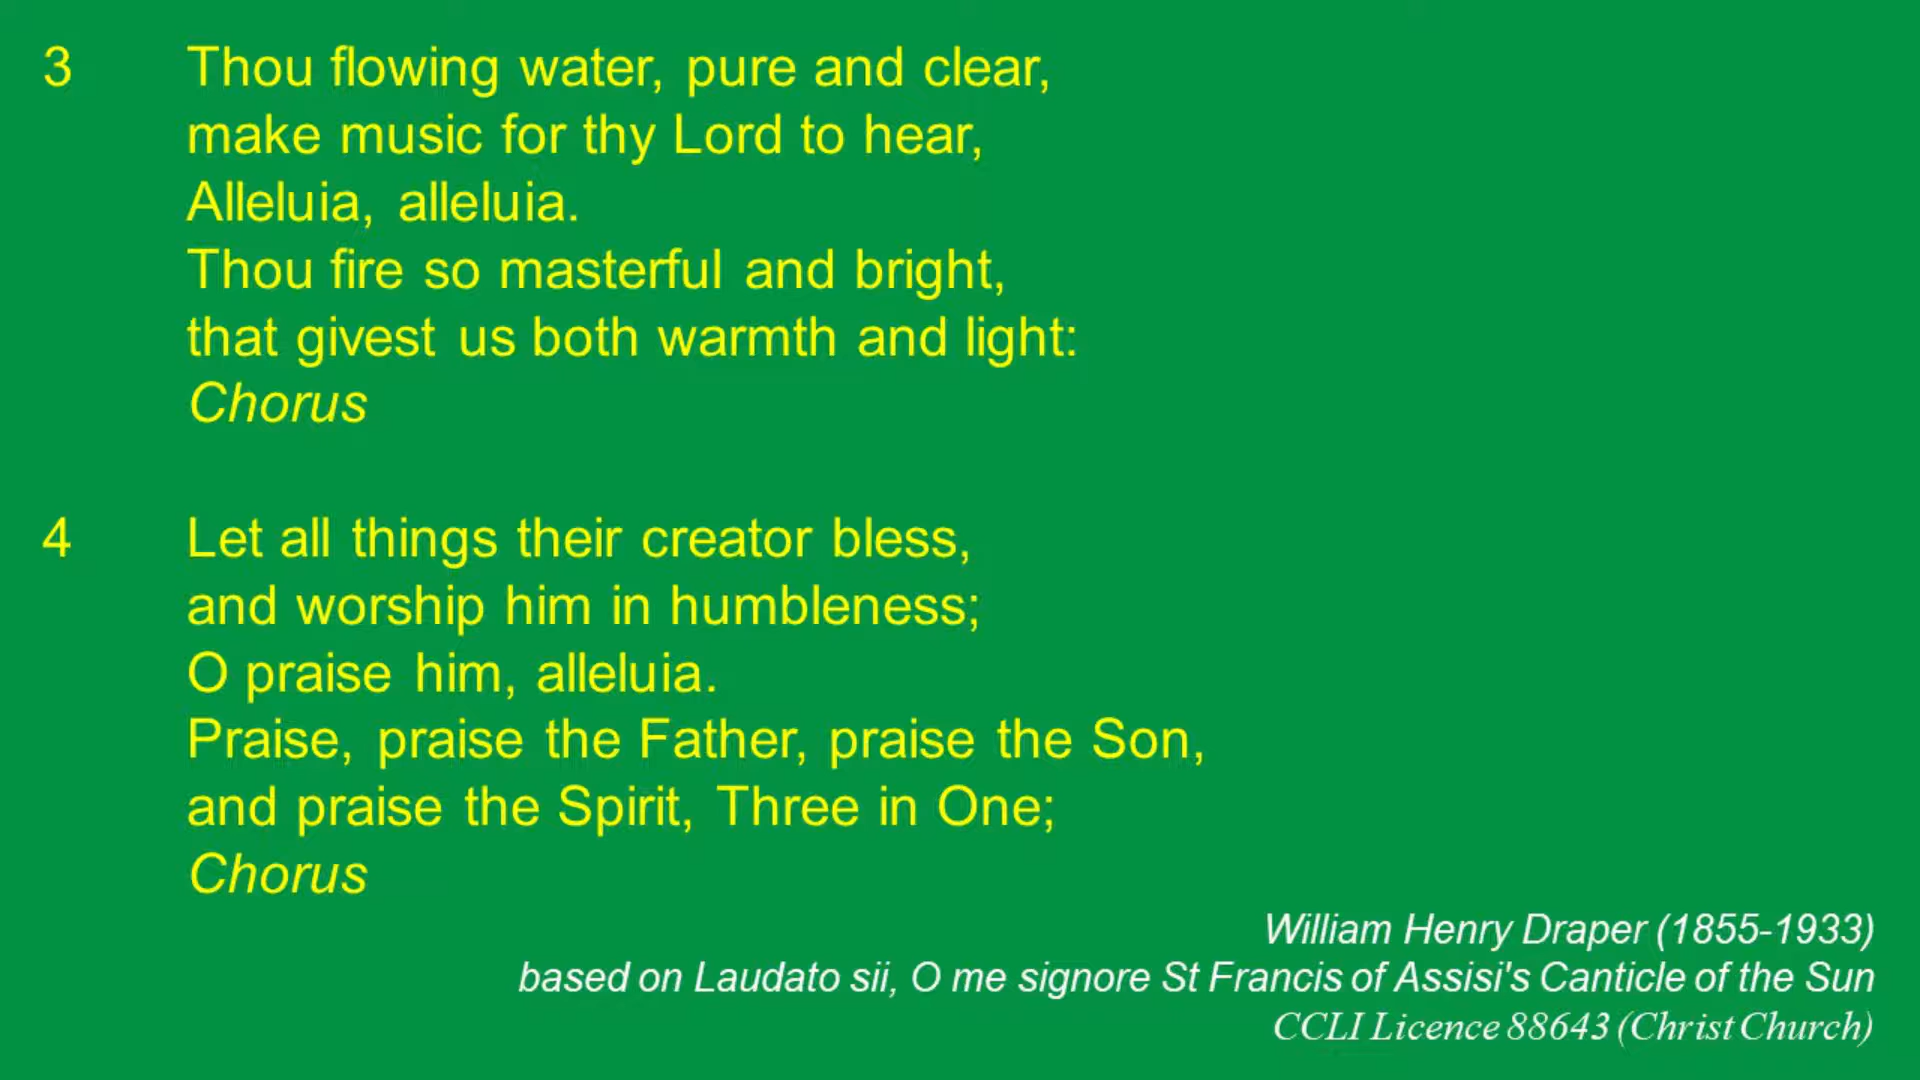 3 Thou flowing water, pure and clear,
make music for thy Lord to hear,
Alleluia, alleluia.
Thou fire so masterful and bright,
that givest us both warmth and light:
Chorus
4 Let all things their creator bless,
and worship him in humbleness;
O praise him, alleluia.
Praise, praise the Father, praise the Son,
and praise the Spirit, Three in One;
Chorus
William Henry Draper (1855-1933)
based on Laudato sii, O me signore St Francis of Assisi's Canticle of the Sun
CCLI Licence 88643 (Christ Church)